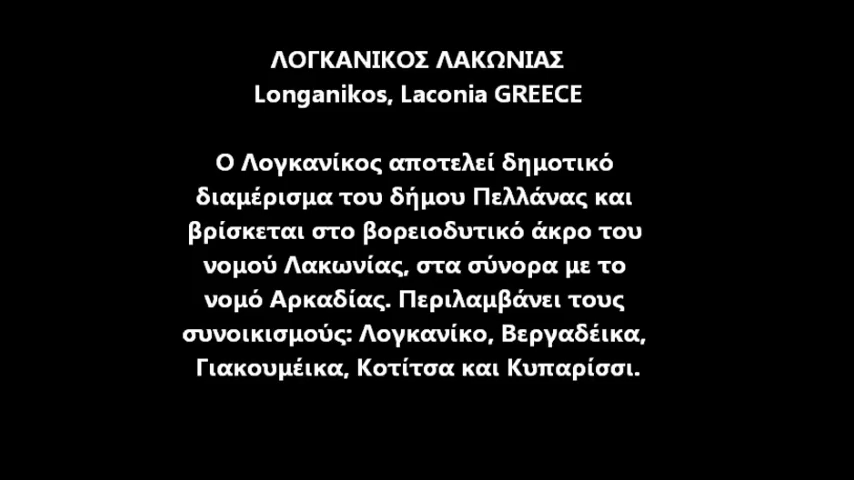 ΛΟΓΚΑΝΙΚΟΣ ΛΑΚΩΝΙΑΣ
Longanikos, Laconia GREECE
Ο Λογκανίκος αποτελεί δημοτικό
διαμέρισμα του δήμου Πελλάνας και
βρίσκεται στο βορειοδυτικό άκρο του
νομού Λακωνίας, στα σύνορα με το
νομό Αρκαδίας. Περιλαμβάνει τους
συνοικισμούς: Λογκανίκο, Βεργαδέικα,
Γιακουμέικα, Κοτίτσα και Κυπαρίσσι.